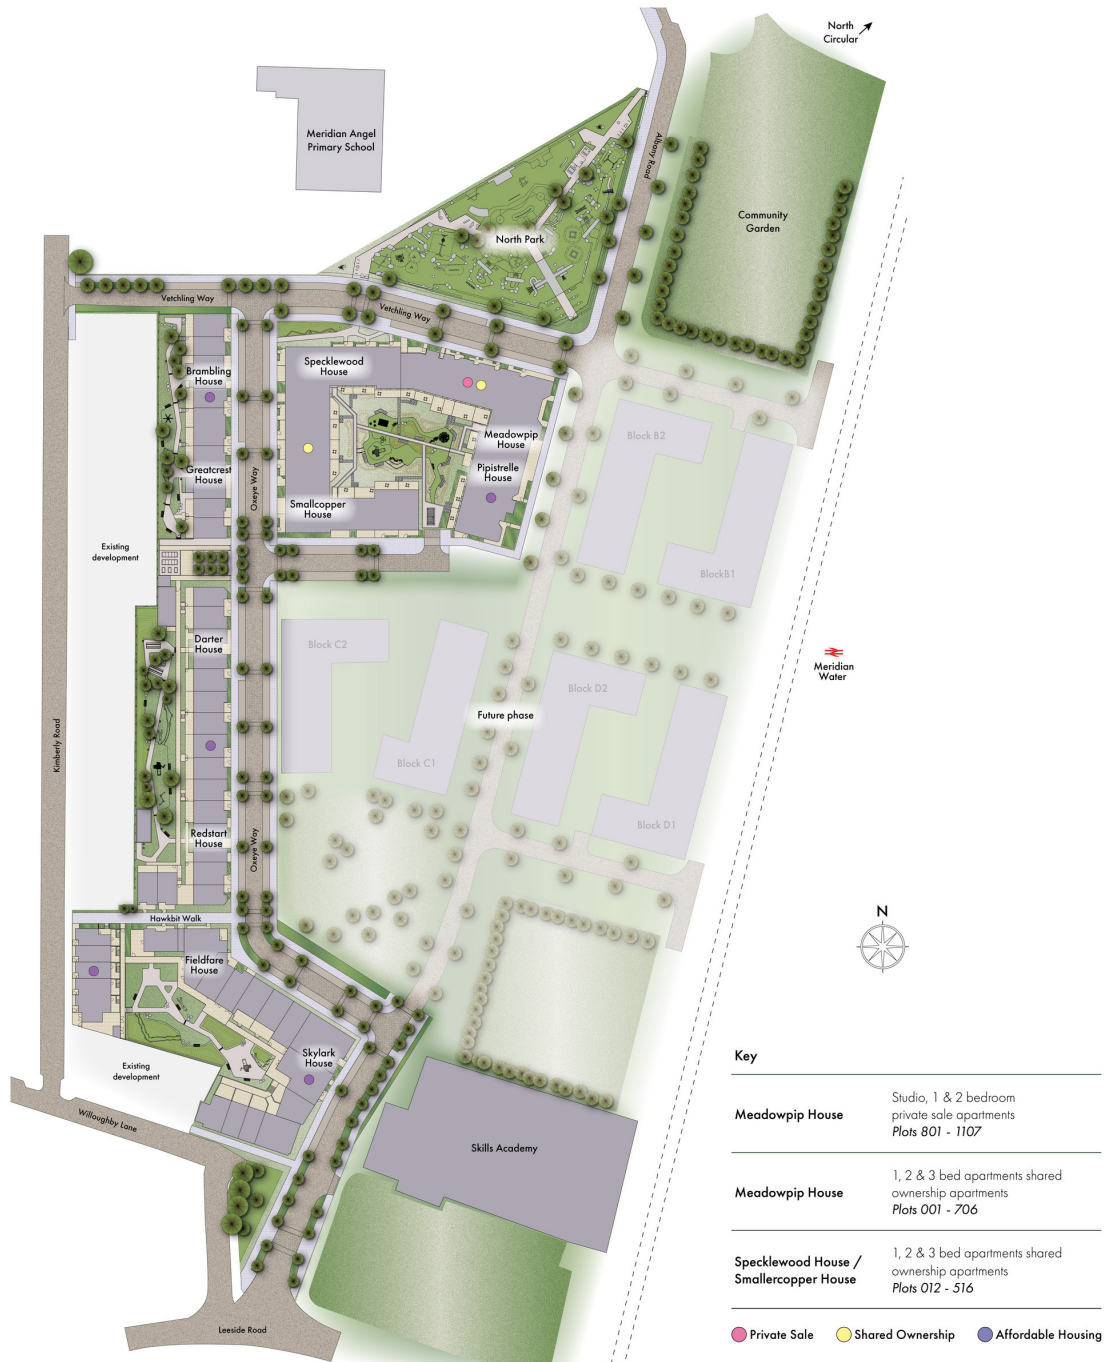 North
Circular
Meridian Angel
Primary School
Albany Road
Community
Garden
North Park
Vetchling Way
Vetchling Way
Specklewood
House
Brambling
House
Meadowpip
House
Block B2
Greatcrest
House
Oxeye Way
Pipistrelle
House
Smallcopper
House
Existing
development
BlockB1
Darter
House
Block C2
Meridian
Water
Block D2
Future phase
Kimberly Road
Block C1
Redstart
House
Oxeye Way
Block D1
Hawkbit Walk
N
Fieldfare
House
Skylark
House
Existing
development
Willoughby Lane
Skills Academy
Leeside Road
Key
Meadowpip House
Studio, 1 & 2 bedroom
private sale apartments
Plots 801 - 1107
Meadowpip House
1, 2 & 3 bed apartments shared
ownership apartments
Plots 001 - 706
Specklewood House /
Smallercopper House
1, 2 & 3 bed apartments shared
ownership apartments
Plots 012 - 516
Private Sale
Shared Ownership
Affordable Housing